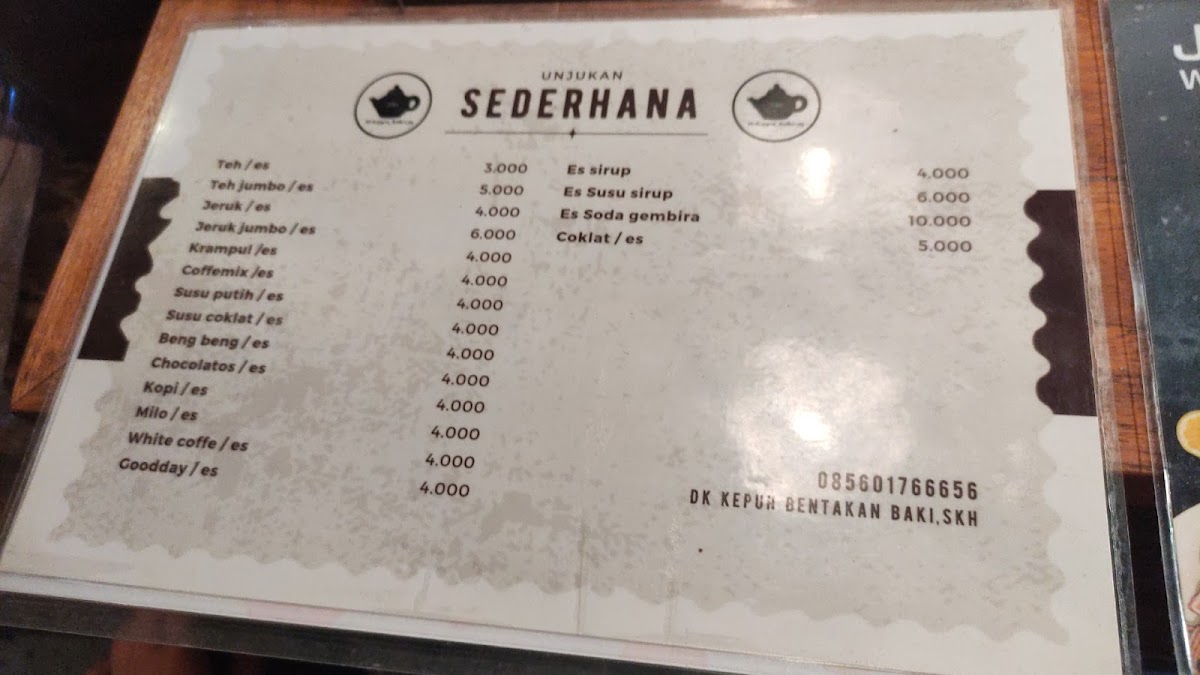 UNJUKAN
SEDERHANA
Teh / es 3.000
Teh jumbo / es 5.000
Jeruk / es 4.000
Jeruk jumbo / es 6.000
Krampul /es 4.000
Coffemix /es 4.000
Susu putih / es 4.000
Susu coklat / es 4.000
Beng beng / es 4.000
Chocolatos / es 4.000
Kopi / es 4.000
Milo / es 4.000
White coffe / es 4.000
Goodday / es 4.000
Es sirup 4.000
Es Susu sirup 6.000
Es Soda gembira 10.000
Coklat / es 5.000
085601766656
DK KEPUH BENTAKAN BAKI,SKH